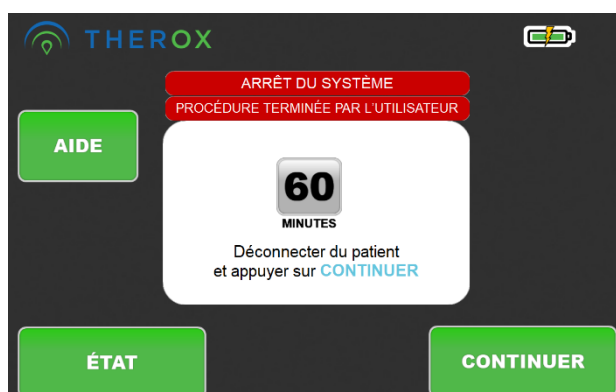 THEROX
ARRÊT DU SYSTÈME
PROCÉDURE TERMINÉE PAR L'UTILISATEUR
AIDE
60
MINUTES
Déconnecter du patient
et appuyer sur CONTINUER
ÉTAT
CONTINUER